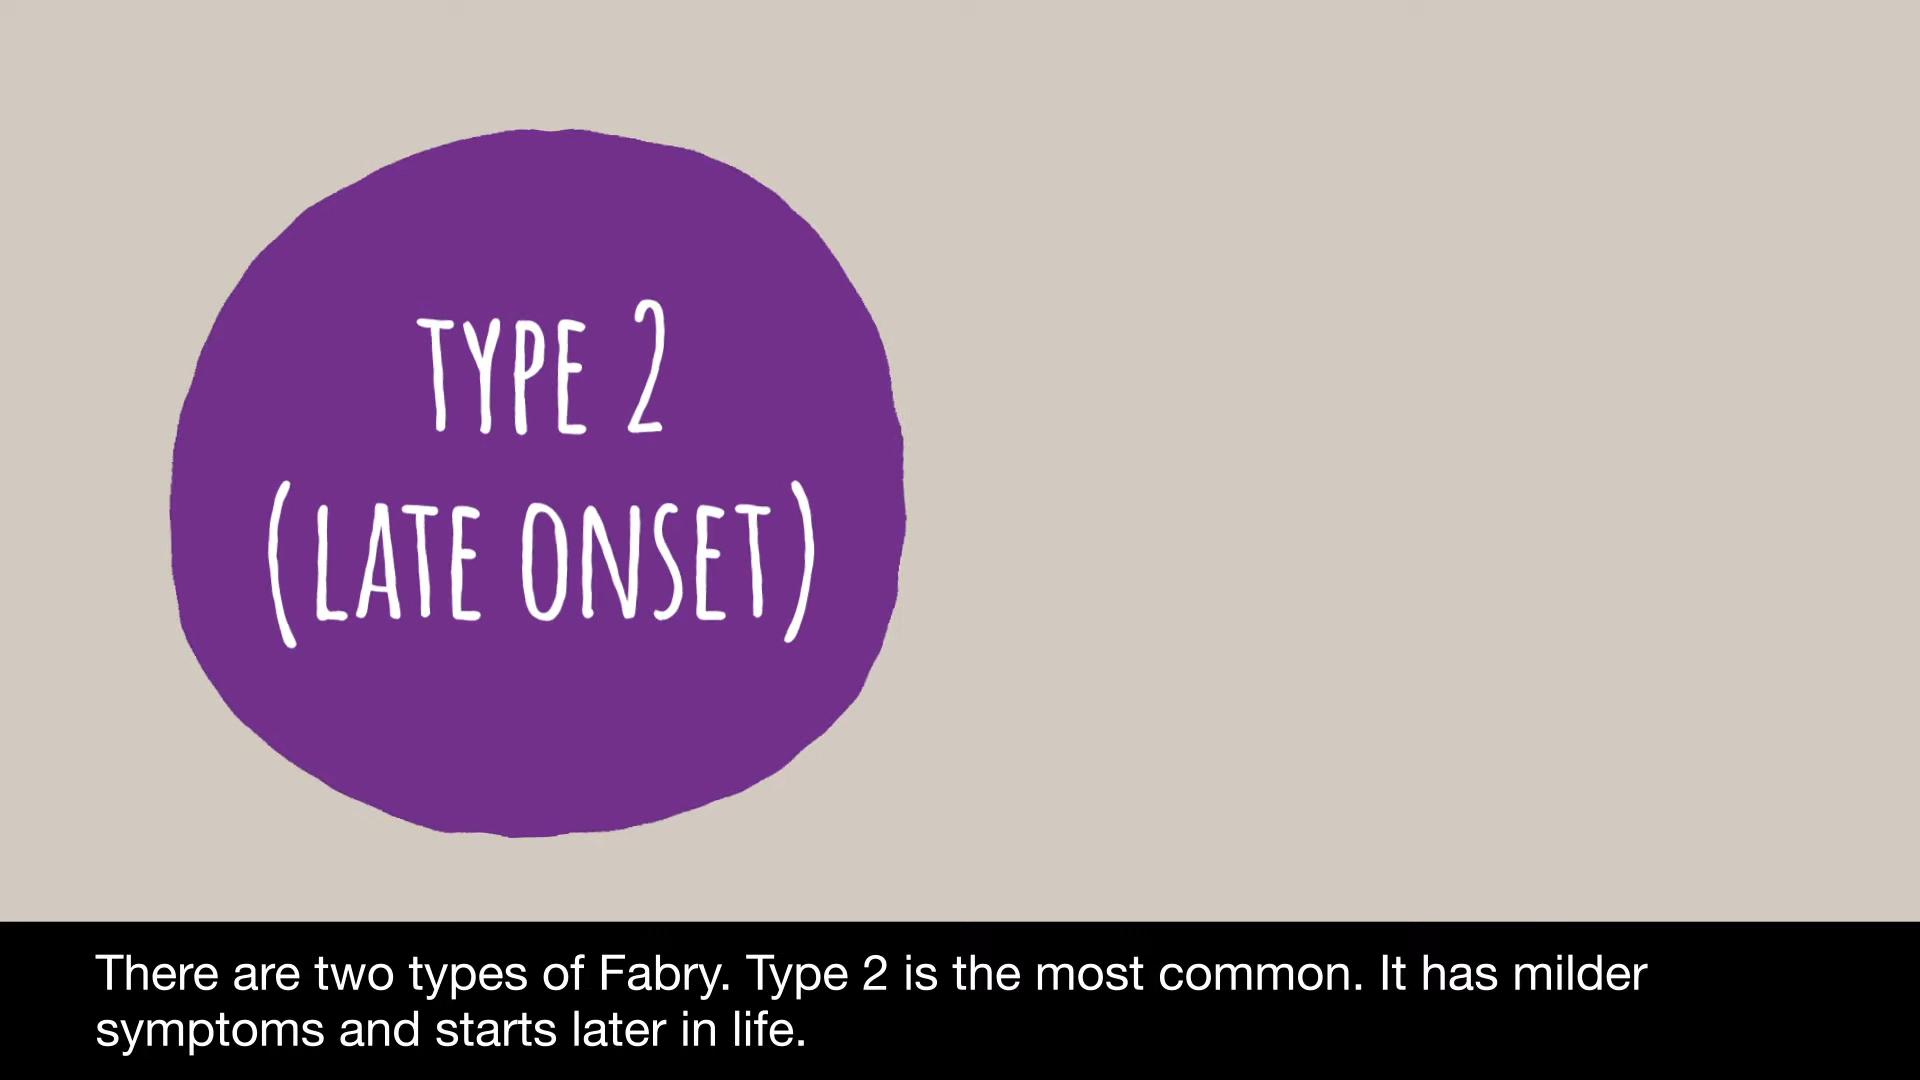 TYPE 2
(LATE ONSET)
There are two types of Fabry. Type 2 is the most common. It has milder
symptoms and starts later in life.